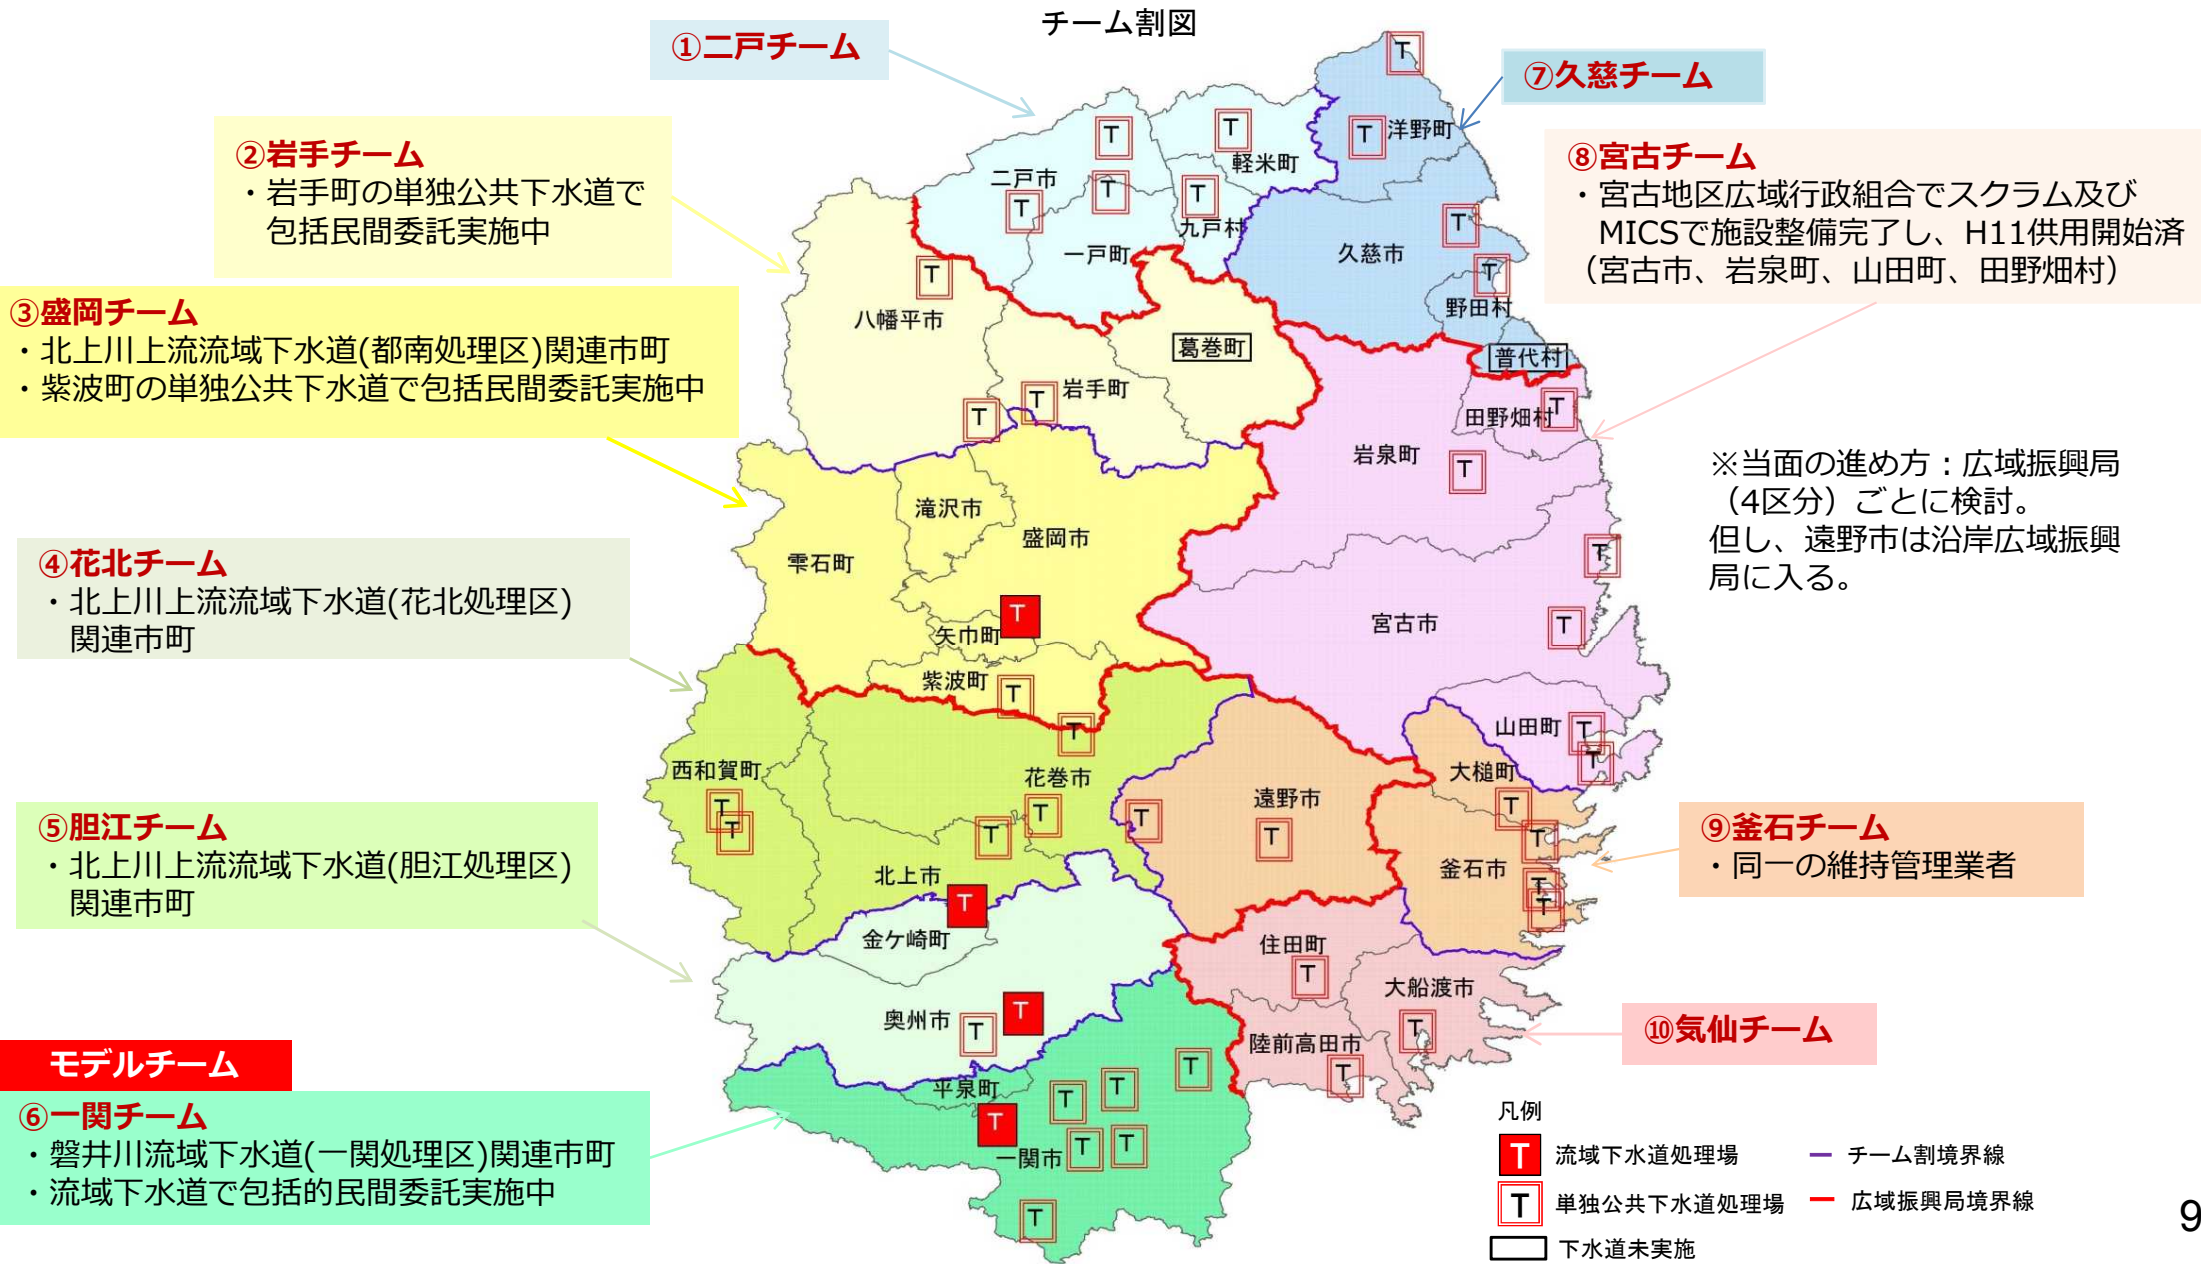 チーム割図
①二戸チーム
⑦久慈チーム
②岩手チーム
・岩手町の単独公共下水道で
包括民間委託実施中
⑧宮古チーム
・宮古地区広域行政組合でスクラム及び
MICSで施設整備完了し、H11供用開始済
（宮古市、岩泉町、山田町、田野畑村）
③盛岡チーム
・北上川上流流域下水道(都南処理区)関連市町
・紫波町の単独公共下水道で包括民間委託実施中
※当面の進め方：広域振興局
（4区分）ごとに検討。
但し、遠野市は沿岸広域振興
局に入る。
④花北チーム
・北上川上流流域下水道(花北処理区)
関連市町
⑤胆江チーム
・北上川上流流域下水道(胆江処理区)
関連市町
⑨釜石チーム
・同一の維持管理業者
⑩気仙チーム
モデルチーム
⑥一関チーム
・磐井川流域下水道(一関処理区)関連市町
・流域下水道で包括的民間委託実施中
T
T
T
T
洋野町
軽米町
二戸市
T
T
T
九戸村
T
一戸町
久慈市
T
T
八幡平市
野田村
葛巻町
普代村
岩手町
T
T
T
田野畑村
岩泉町
T
滝沢市
盛岡市
雫石町
T
T
矢巾町
宮古市
T
紫波町
T
T
山田町
T
T
西和賀町
花巻市
大槌町
遠野市
T
T
T
T
T
T
T
T
T
北上市
釜石市
T
T
T
金ケ崎町
住田町
T
大船渡市
奥州市
T
T
T
陸前高田市
T
平泉町
T
T
T
T
一関市
T
T
T
凡例
T 流域下水道処理場
チーム割境界線
T 単独公共下水道処理場
広域振興局境界線
下水道未実施
9